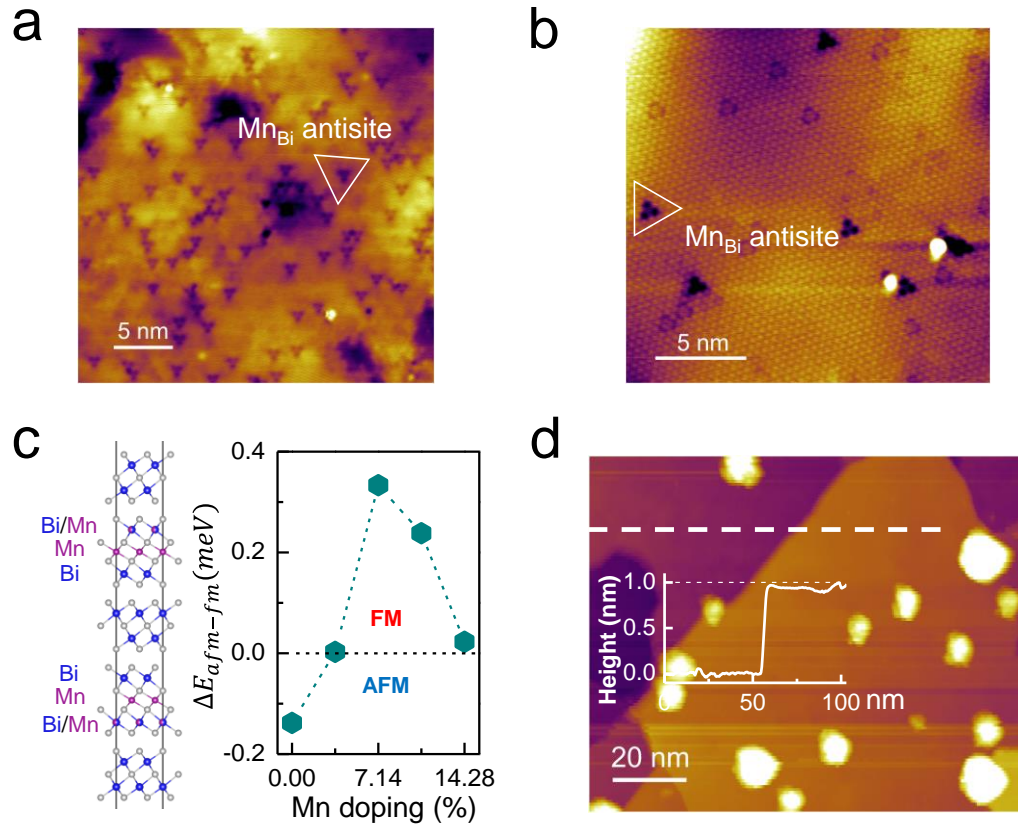 a
Mn_Bi antisite
5 nm
b
Mn_Bi antisite
5 nm
c
Bi/Mn
Mn
Bi
Bi
Mn
Bi/Mn
ΔE_afm−fm (meV)
0.4
0.2
0.0
-0.2
FM
AFM
0.00 7.14 14.28
Mn doping (%)
d
Height (nm)
1.0
0.5
0.0
0 50 100 nm
20 nm